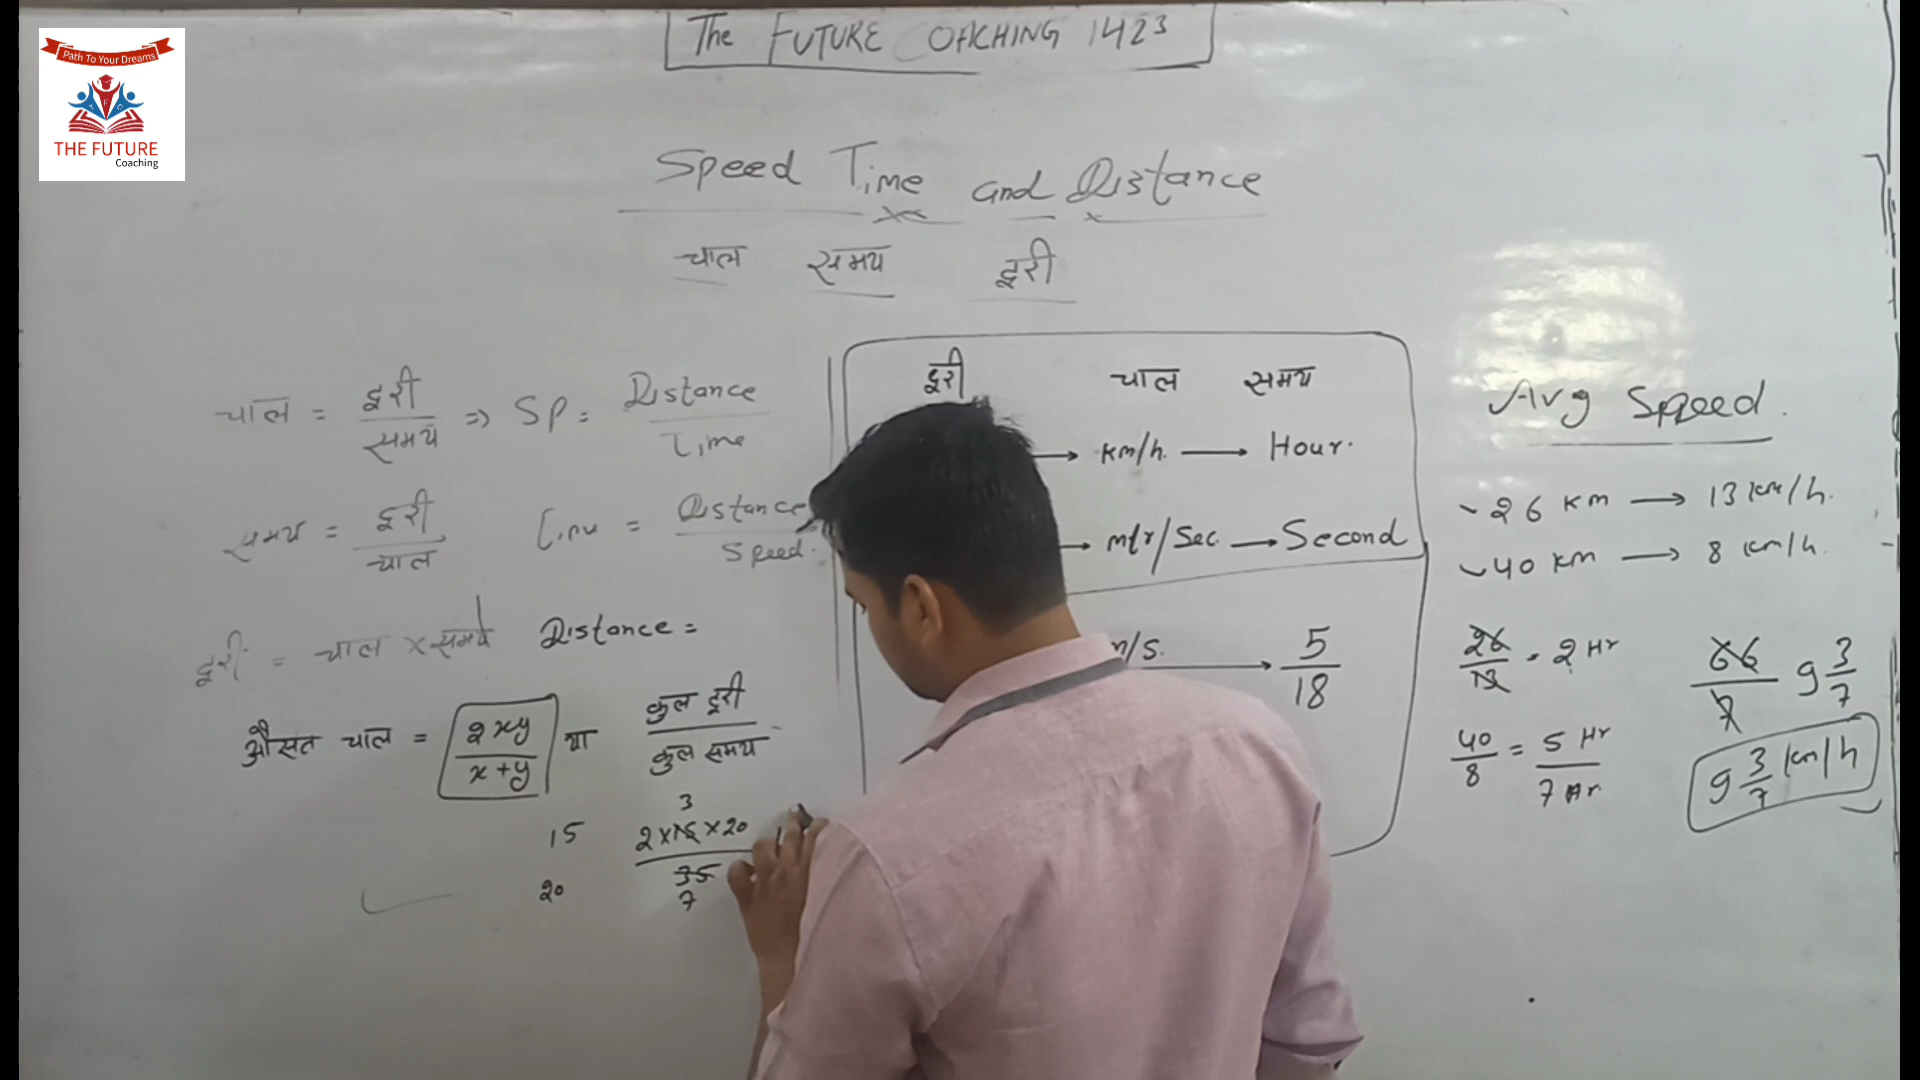 Path To Your Dreams
THE FUTURE
Coaching
The FUTURE COACHING 1423
Speed Time and Distance
चाल समय दूरी
चाल = दूरी / समय => SP = Distance / Time
समय = दूरी / चाल Time = Distance / Speed.
दूरी = चाल × समय Distance =
औसत चाल = 2xy / x+y या कुल दूरी / कुल समय
15
20
3
2×15×20
35
7
दूरी चाल समय
→ km/h. → Hour.
→ mtr/Sec. → Second
m/s. → 5/18
Avg Speed.
26 Km → 13 km/h.
40 Km → 8 km/h.
26/13 = 2 Hr
40/8 = 5 Hr
7 Hr.
66/7 9 3/7
9 3/7 km/h